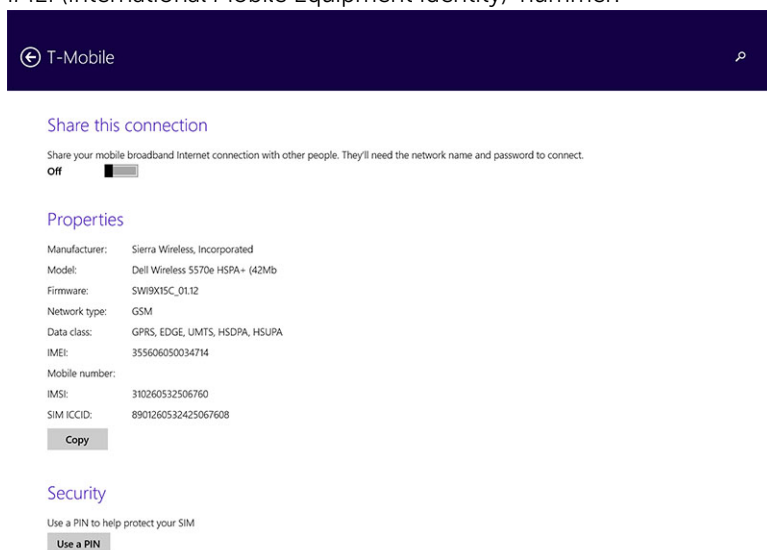 T-Mobile
Share this connection
Share your mobile broadband Internet connection with other people. They'll need the network name and password to connect.
Off
Properties
Manufacturer: Sierra Wireless, Incorporated
Model: Dell Wireless 5570e HSPA+ (42Mb
Firmware: SWI9X15C_01.12
Network type: GSM
Data class: GPRS, EDGE, UMTS, HSDPA, HSUPA
IMEI: 355606050034714
Mobile number:
IMSI: 310260532506760
SIM ICCID: 8901260532425067608
Copy
Security
Use a PIN to help protect your SIM
Use a PIN